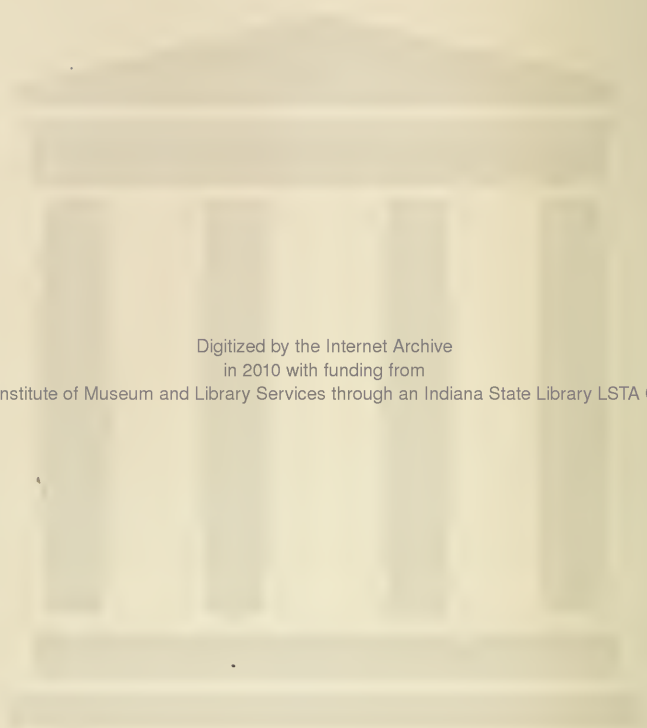 Digitized by the Internet Archive
in 2010 with funding from
nstitute of Museum and Library Services through an Indiana State Library LSTA